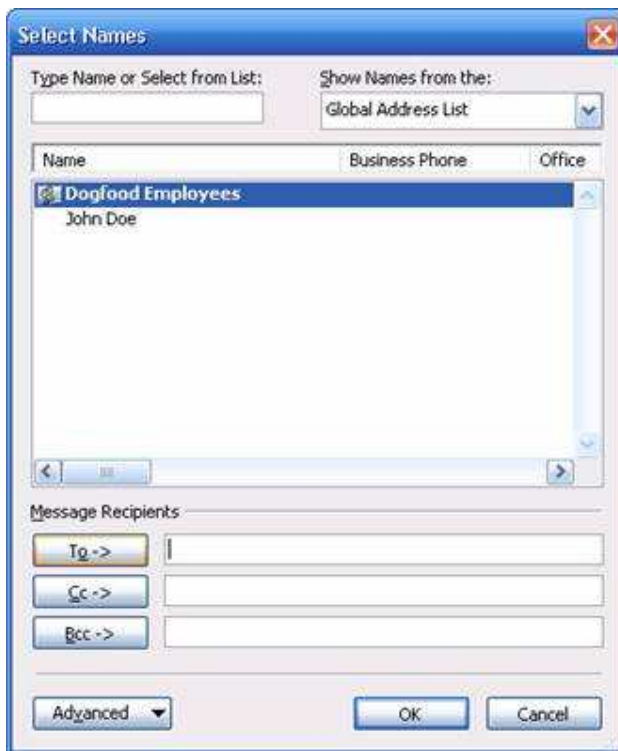 Select Names
Type Name or Select from List:
Show Names from the:
Global Address List
Name Business Phone Office
Dogfood Employees
John Doe
Message Recipients
To ->
Cc ->
Bcc ->
Advanced OK Cancel